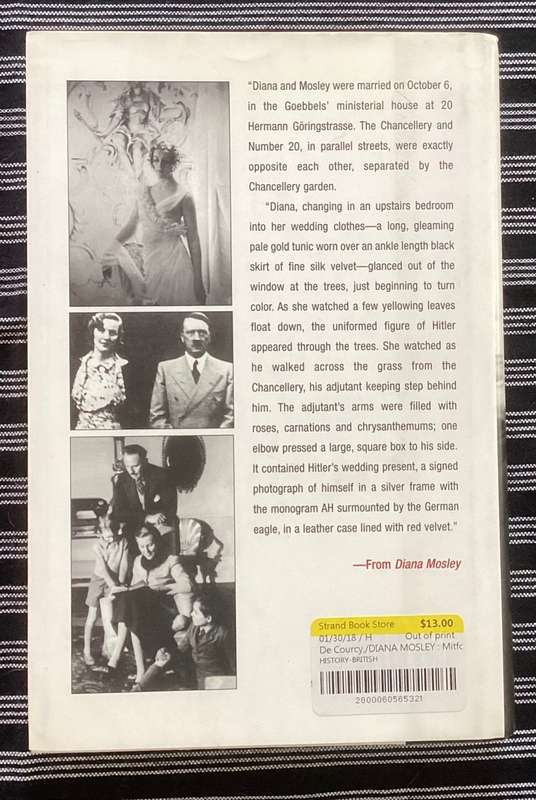 “Diana and Mosley were married on October 6,
in the Goebbels' ministerial house at 20
Hermann Göringstrasse. The Chancellery and
Number 20, in parallel streets, were exactly
opposite each other, separated by the
Chancellery garden.
“Diana, changing in an upstairs bedroom
into her wedding clothes—a long, gleaming
pale gold tunic worn over an ankle length black
skirt of fine silk velvet—glanced out of the
window at the trees, just beginning to turn
color. As she watched a few yellowing leaves
float down, the uniformed figure of Hitler
appeared through the trees. She watched as
he walked across the grass from the
Chancellery, his adjutant keeping step behind
him. The adjutant's arms were filled with
roses, carnations and chrysanthemums; one
elbow pressed a large, square box to his side.
It contained Hitler's wedding present, a signed
photograph of himself in a silver frame with
the monogram AH surmounted by the German
eagle, in a leather case lined with red velvet.”
—From Diana Mosley
Strand Book Store $13.00
01/30/18 / H Out of print
De Courcy,/DIANA MOSLEY : Mitfc
HISTORY-BRITISH
2800060565321